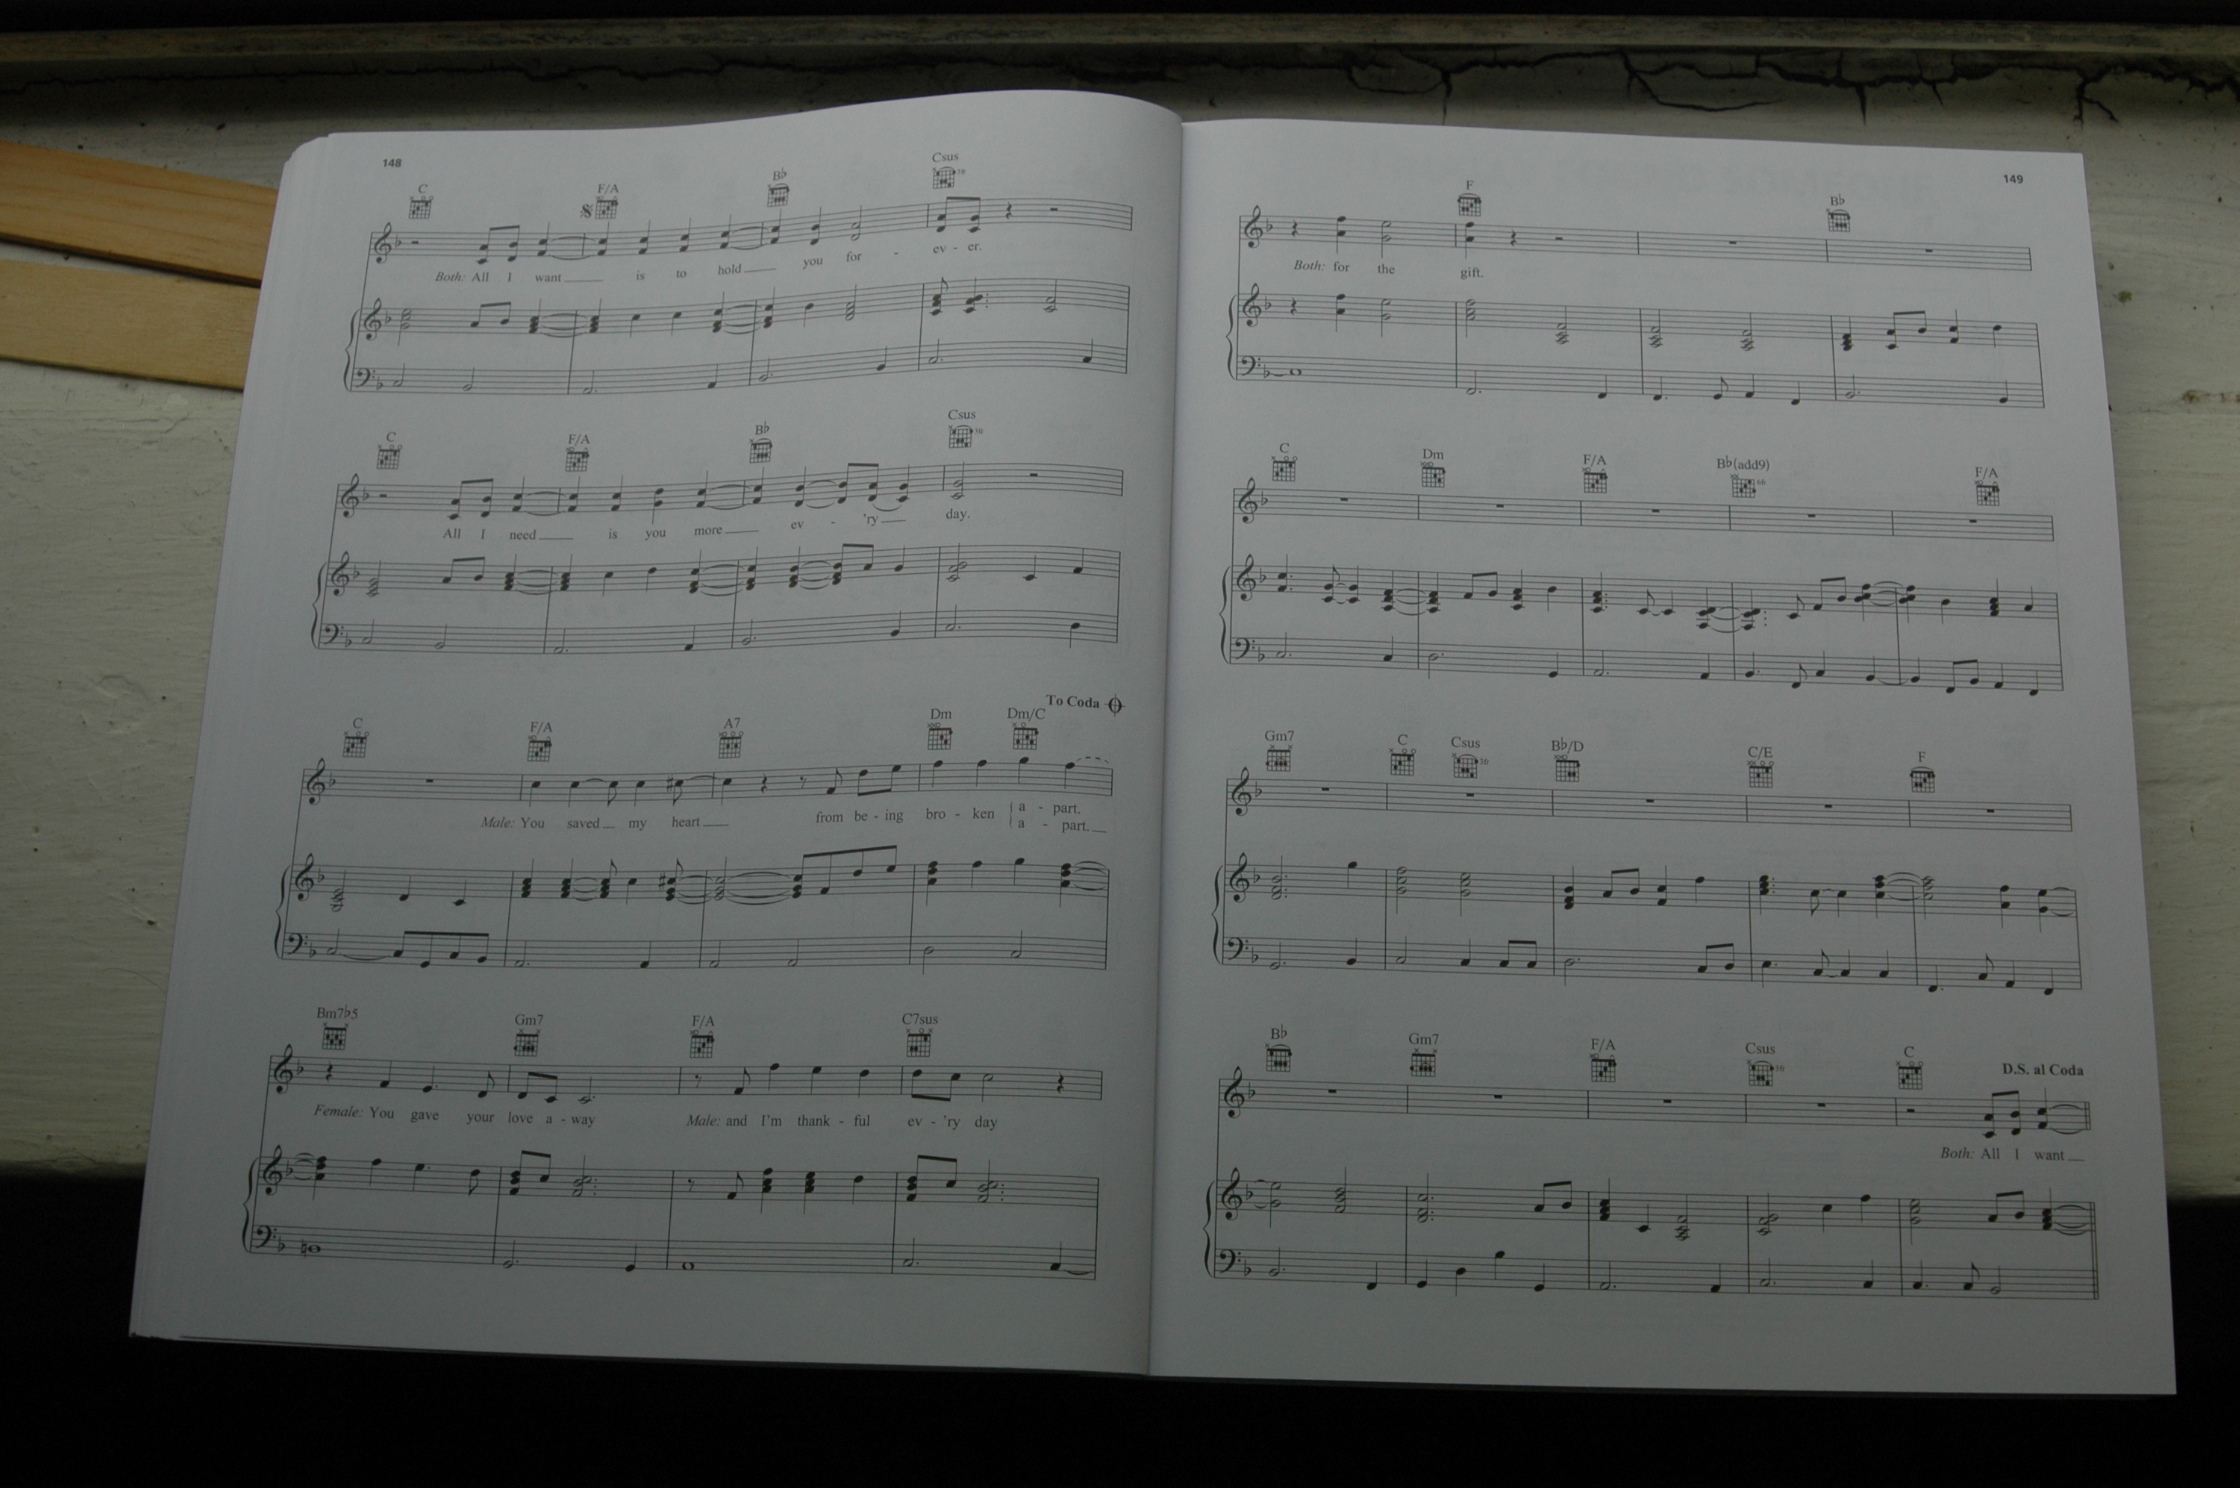 148
C F/A B♭ Csus
Both: All I want is to hold you for - ev - er.
C F/A B♭ Csus
All I need is you more ev - 'ry day.
To Coda
C F/A A7 Dm Dm/C
Male: You saved my heart from be - ing bro - ken a - part.
a - part.
Bm7♭5 Gm7 F/A C7sus
Female: You gave your love a - way Male: and I'm thank - ful ev - 'ry day
149
F B♭
Both: for the gift.
C Dm F/A B♭(add9) F/A
Gm7 C Csus B♭/D C/E F
B♭ Gm7 F/A Csus C
D.S. al Coda
Both: All I want